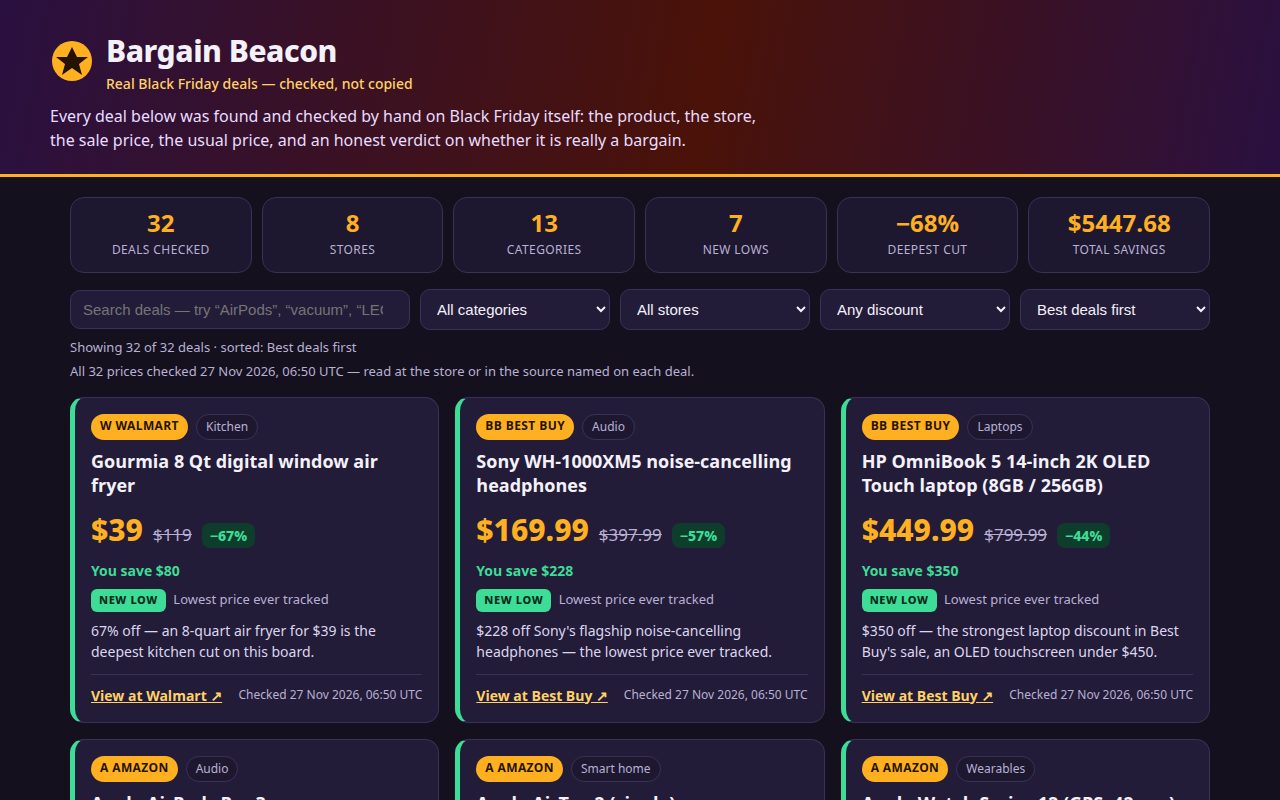 Bargain Beacon
Real Black Friday deals — checked, not copied
Every deal below was found and checked by hand on Black Friday itself: the product, the store,
the sale price, the usual price, and an honest verdict on whether it is really a bargain.
32
DEALS CHECKED
8
STORES
13
CATEGORIES
7
NEW LOWS
−68%
DEEPEST CUT
$5447.68
TOTAL SAVINGS
Search deals — try “AirPods”, “vacuum”, “LEG
All categories
All stores
Any discount
Best deals first
Showing 32 of 32 deals · sorted: Best deals first
All 32 prices checked 27 Nov 2026, 06:50 UTC — read at the store or in the source named on each deal.
W WALMART
Kitchen
Gourmia 8 Qt digital window air
fryer
$39 $119 −67%
You save $80
NEW LOW Lowest price ever tracked
67% off — an 8-quart air fryer for $39 is the
deepest kitchen cut on this board.
View at Walmart ↗ Checked 27 Nov 2026, 06:50 UTC
BB BEST BUY
Audio
Sony WH-1000XM5 noise-cancelling
headphones
$169.99 $397.99 −57%
You save $228
NEW LOW Lowest price ever tracked
$228 off Sony's flagship noise-cancelling
headphones — the lowest price ever tracked.
View at Best Buy ↗ Checked 27 Nov 2026, 06:50 UTC
BB BEST BUY
Laptops
HP OmniBook 5 14-inch 2K OLED
Touch laptop (8GB / 256GB)
$449.99 $799.99 −44%
You save $350
NEW LOW Lowest price ever tracked
$350 off — the strongest laptop discount in Best
Buy's sale, an OLED touchscreen under $450.
View at Best Buy ↗ Checked 27 Nov 2026, 06:50 UTC
A AMAZON
Audio
A AMAZON
Smart home
A AMAZON
Wearables